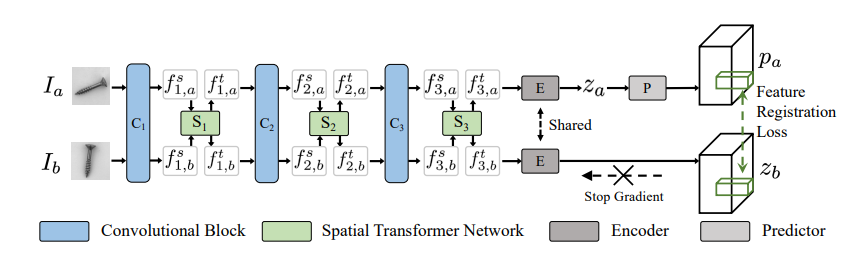 I_a C_1 f^s_{1,a} f^t_{1,a} C_2 f^s_{2,a} f^t_{2,a} C_3 f^s_{3,a} f^t_{3,a} E z_a P p_a
S_1 S_2 S_3 Shared
Feature
Registration
Loss
I_b f^s_{1,b} f^t_{1,b} f^s_{2,b} f^t_{2,b} f^s_{3,b} f^t_{3,b} E z_b
Stop Gradient
Convolutional Block Spatial Transformer Network Encoder Predictor